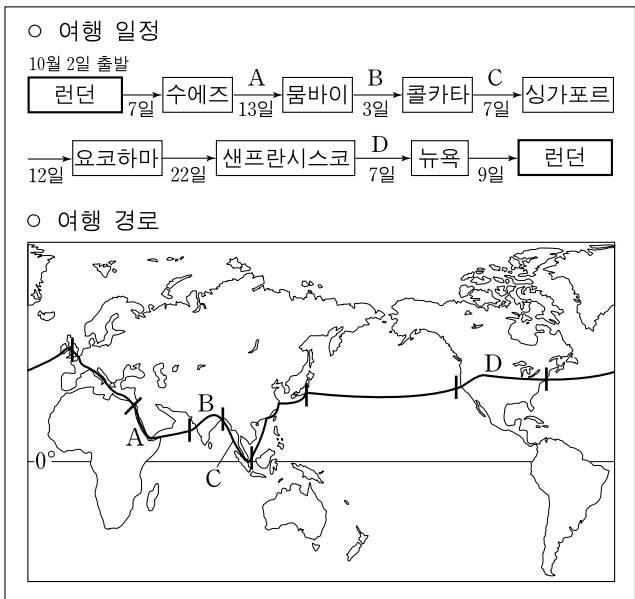 ○ 여행 일정
10월 2일 출발
런던 7일 수에즈 A 13일 뭄바이 B 3일 콜카타 C 7일 싱가포르
12일 요코하마 22일 샌프란시스코 D 7일 뉴욕 9일 런던
○ 여행 경로
D
B
A
0°
C